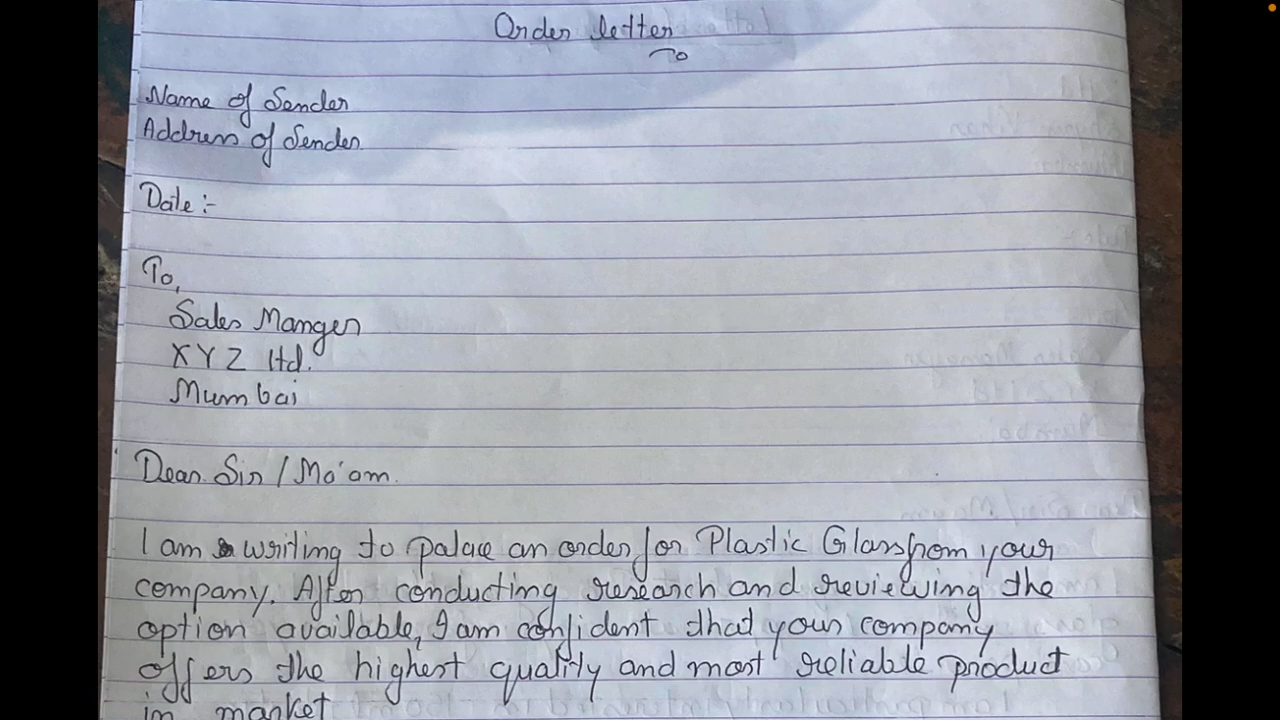 Order letter
To
Name of Sender
Address of Sender
Date :-
To,
Sales Manger
XYZ ltd.
Mumbai
Dear Sir / Ma'am.
I am writing to palace an order for Plastic Glass from your
company. After conducting research and reviewing the
option available, I am confident that your company
offers the highest quality and most reliable product
in market